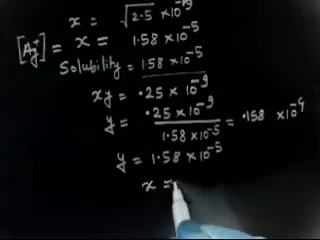 x = √2.5 ×10⁻¹⁰
[Ag⁺] = x = 1.58 ×10⁻⁵
Solubility = 1.58 ×10⁻⁵
xy = .25 × 10⁻⁹
y = .25 ×10⁻⁹ / 1.58 ×10⁻⁵ = .158 ×10⁻⁴
y = 1.58 ×10⁻⁵
x =